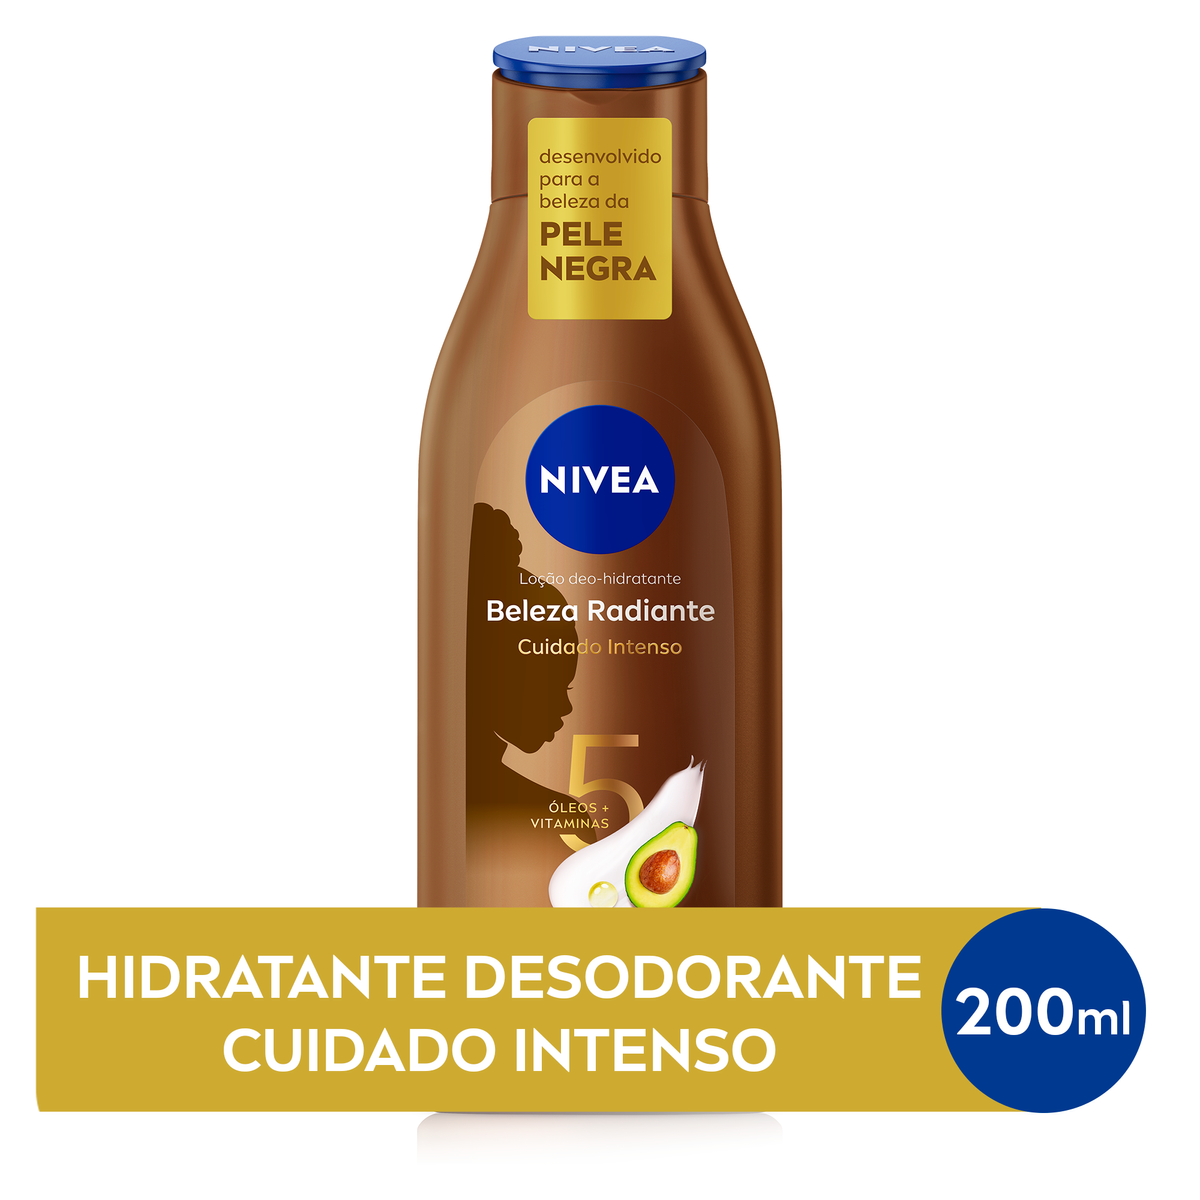 NIVEA
desenvolvido
para a
beleza da
PELE
NEGRA
NIVEA
Loção deo-hidratante
Beleza Radiante
Cuidado Intenso
5
ÓLEOS +
VITAMINAS
HIDRATANTE DESODORANTE
CUIDADO INTENSO
200ml